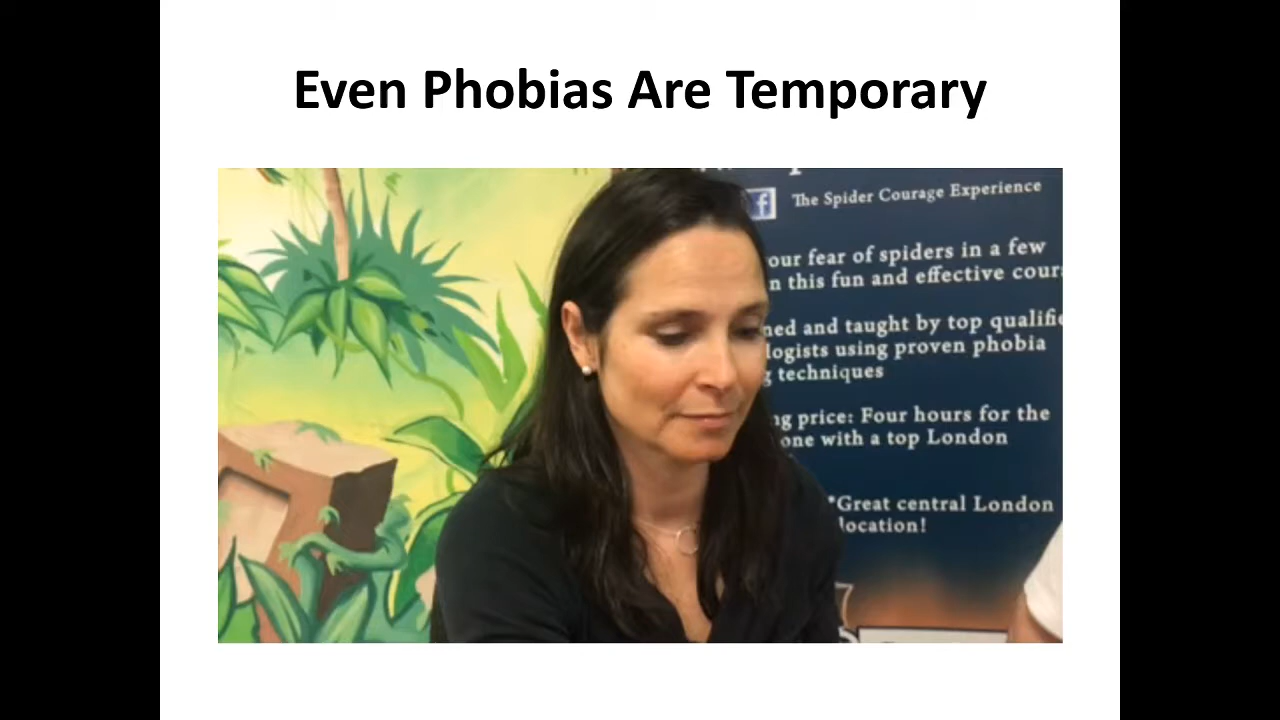 Even Phobias Are Temporary
f The Spider Courage Experience
our fear of spiders in a few
n this fun and effective cour
ned and taught by top qualifie
logists using proven phobia
g techniques
ng price: Four hours for the
one with a top London
*Great central London
location!